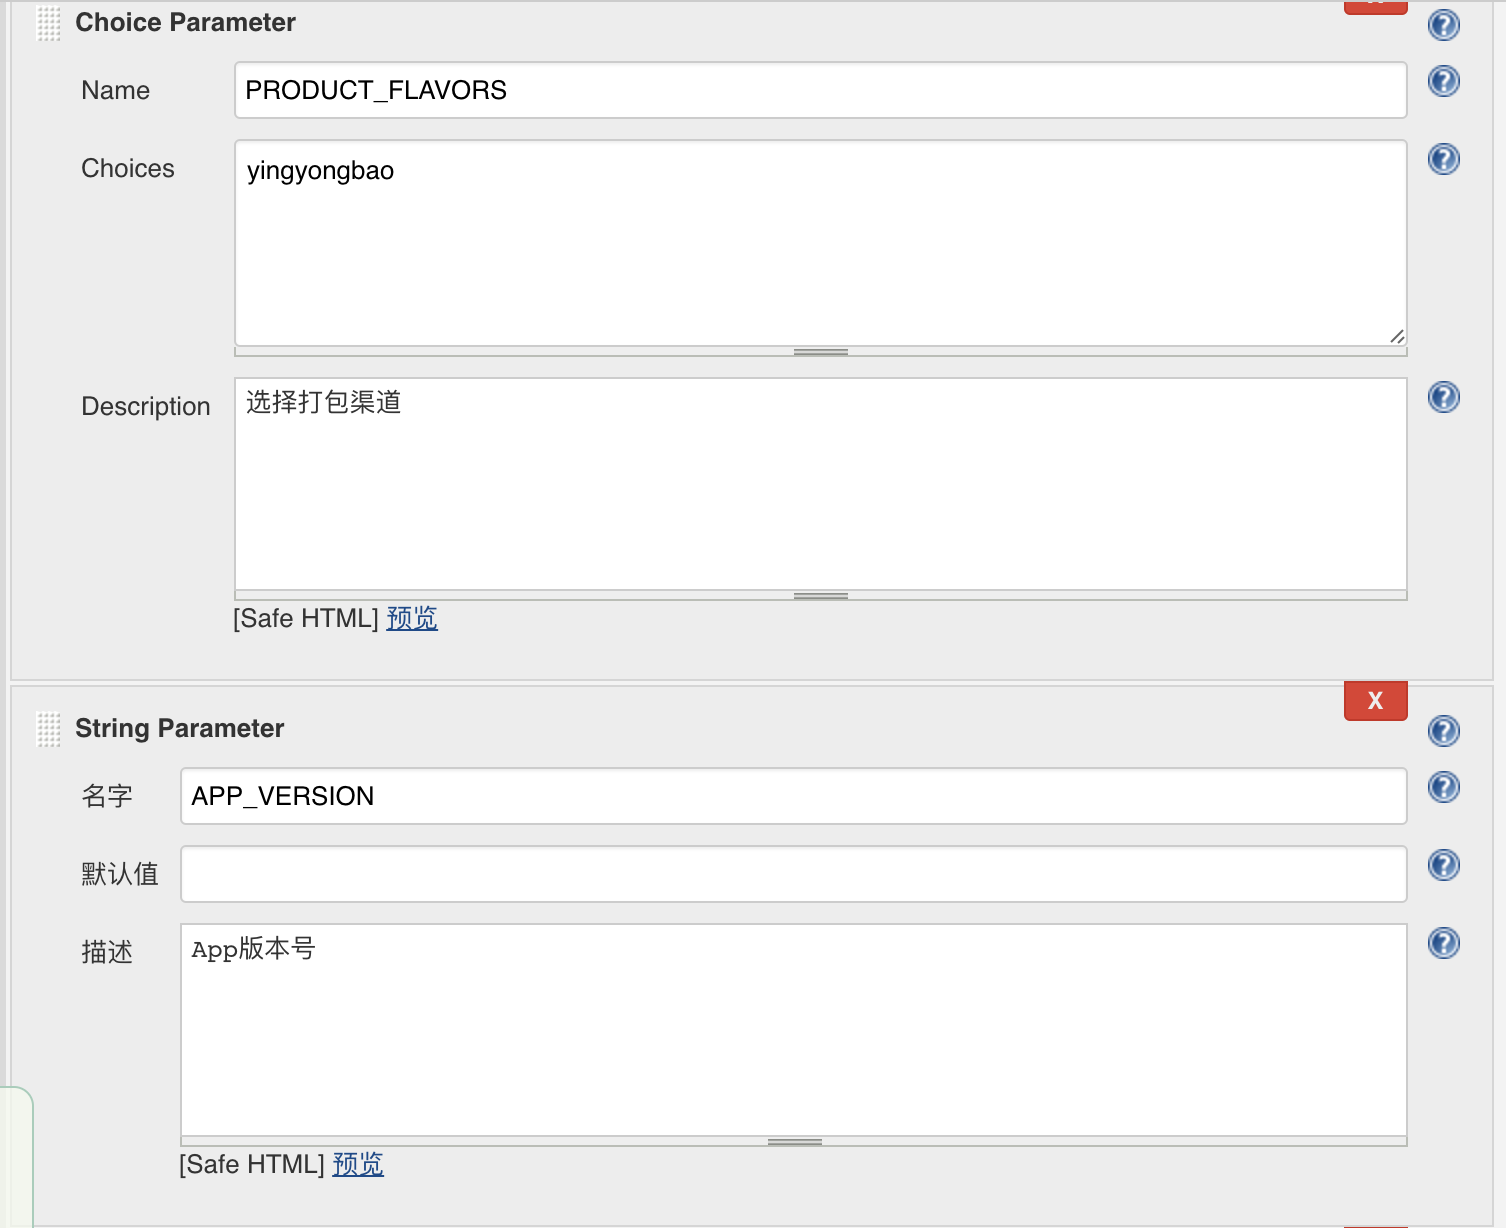 Choice Parameter
Name
PRODUCT_FLAVORS
Choices
yingyongbao
Description
选择打包渠道
[Safe HTML] 预览
X
String Parameter
名字
APP_VERSION
默认值
描述
App版本号
[Safe HTML] 预览